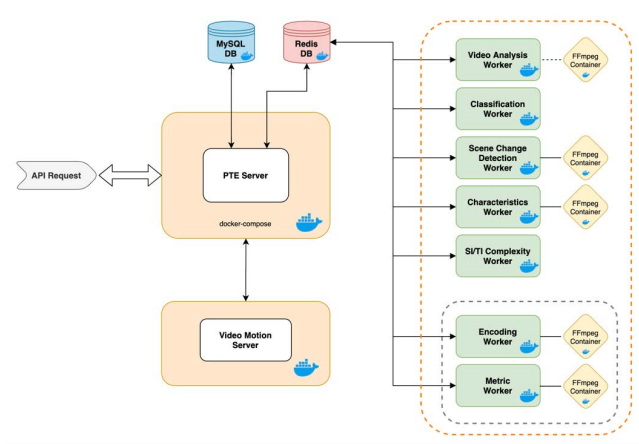 MySQL
DB
Redis
DB
Video Analysis
Worker
FFmpeg
Container
Classification
Worker
Scene Change
Detection
Worker
FFmpeg
Container
API Request
PTE Server
docker-compose
Characteristics
Worker
FFmpeg
Container
SI/TI Complexity
Worker
Video Motion
Server
Encoding
Worker
FFmpeg
Container
Metric
Worker
FFmpeg
Container